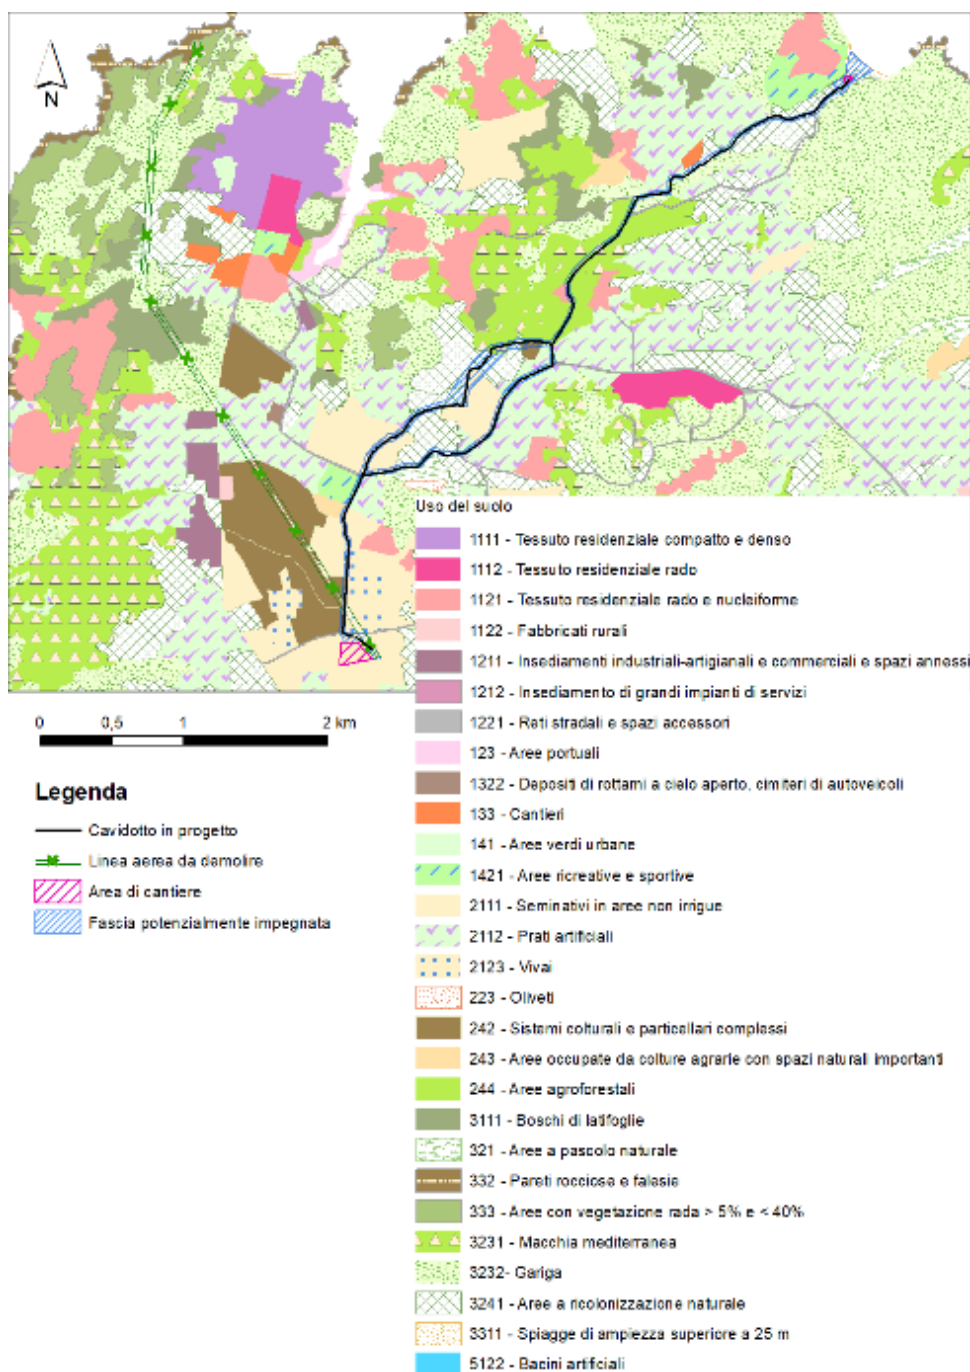 N
Uso del suolo
1111 - Tessuto residenziale compatto e denso
1112 - Tessuto residenziale rado
1121 - Tessuto residenziale rado e nucleiforme
1122 - Fabbricati rurali
1211 - Insediamenti industriali-artigianali e commerciali e spazi annessi
1212 - Insediamento di grandi impianti di servizi
1221 - Reti stradali e spazi accessori
123 - Aree portuali
1322 - Depositi di rottami a cielo aperto, cimiteri di autoveicoli
133 - Cantieri
141 - Aree verdi urbane
1421 - Aree ricreative e sportive
2111 - Seminativi in aree non irrigue
2112 - Prati artificiali
2123 - Vivai
223 - Oliveti
242 - Sistemi colturali e particellari complessi
243 - Aree occupate da colture agrarie con spazi naturali importanti
244 - Aree agroforestali
3111 - Boschi di latifoglie
321 - Aree a pascolo naturale
332 - Pareti rocciose e falesie
333 - Aree con vegetazione rada > 5% e < 40%
3231 - Macchia mediterranea
3232- Gariga
3241 - Aree a ricolonizzazione naturale
3311 - Spiagge di ampiezza superiore a 25 m
5122 - Bacini artificiali
0 0,5 1 2 km
Legenda
Cavidotto in progetto
Linea aerea da demolire
Area di cantiere
Fascia potenzialmente impegnata